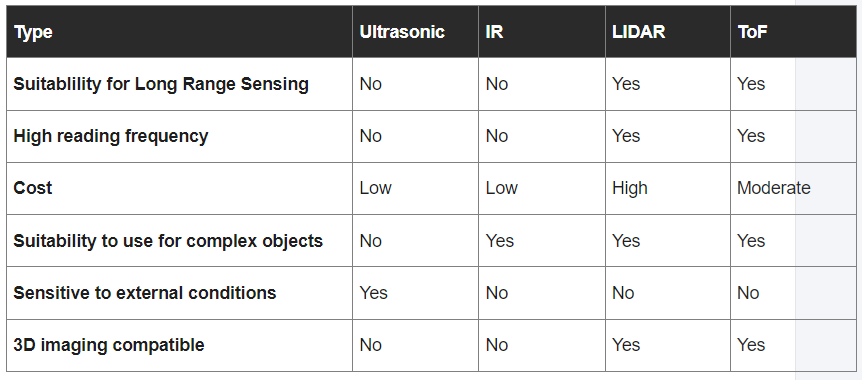 Type Ultrasonic IR LIDAR ToF
Suitablility for Long Range Sensing No No Yes Yes
High reading frequency No No Yes Yes
Cost Low Low High Moderate
Suitability to use for complex objects No Yes Yes Yes
Sensitive to external conditions Yes No No No
3D imaging compatible No No Yes Yes